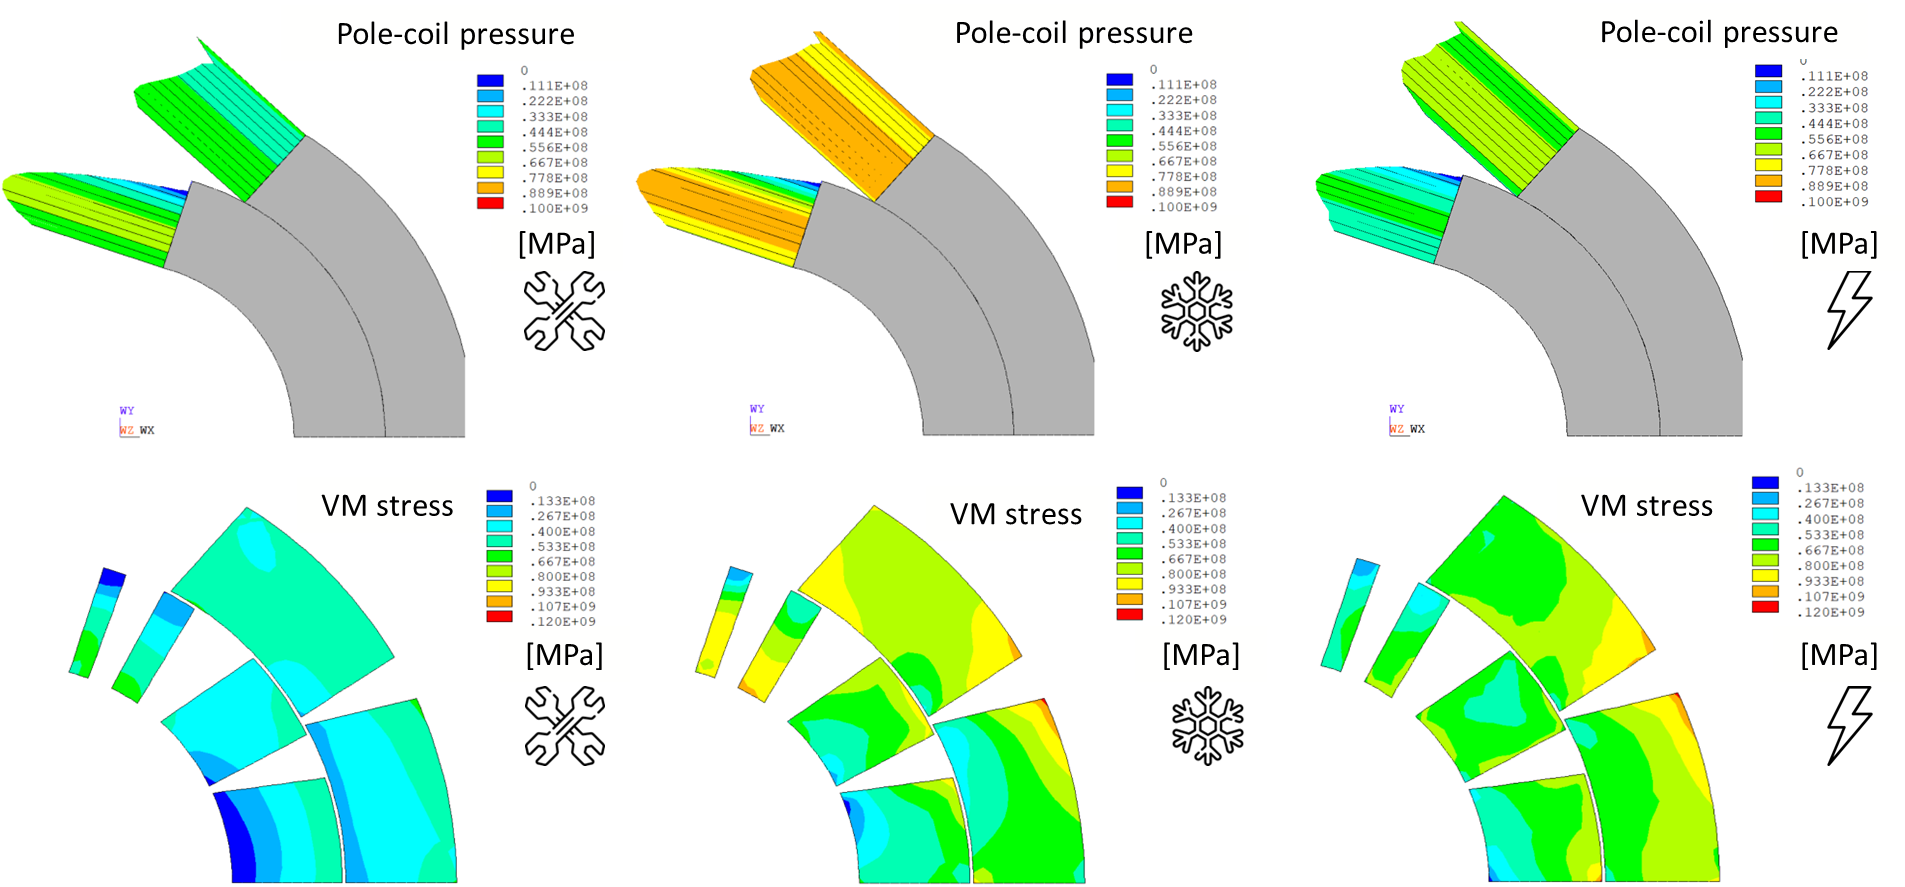 Pole-coil pressure
0
.111E+08
.222E+08
.333E+08
.444E+08
.556E+08
.667E+08
.778E+08
.889E+08
.100E+09
[MPa]
WY
WZ WX
Pole-coil pressure
0
.111E+08
.222E+08
.333E+08
.444E+08
.556E+08
.667E+08
.778E+08
.889E+08
.100E+09
[MPa]
WY
WZ WX
Pole-coil pressure
0
.111E+08
.222E+08
.333E+08
.444E+08
.556E+08
.667E+08
.778E+08
.889E+08
.100E+09
[MPa]
WY
WZ WX
VM stress
0
.133E+08
.267E+08
.400E+08
.533E+08
.667E+08
.800E+08
.933E+08
.107E+09
.120E+09
[MPa]
VM stress
0
.133E+08
.267E+08
.400E+08
.533E+08
.667E+08
.800E+08
.933E+08
.107E+09
.120E+09
[MPa]
VM stress
0
.133E+08
.267E+08
.400E+08
.533E+08
.667E+08
.800E+08
.933E+08
.107E+09
.120E+09
[MPa]